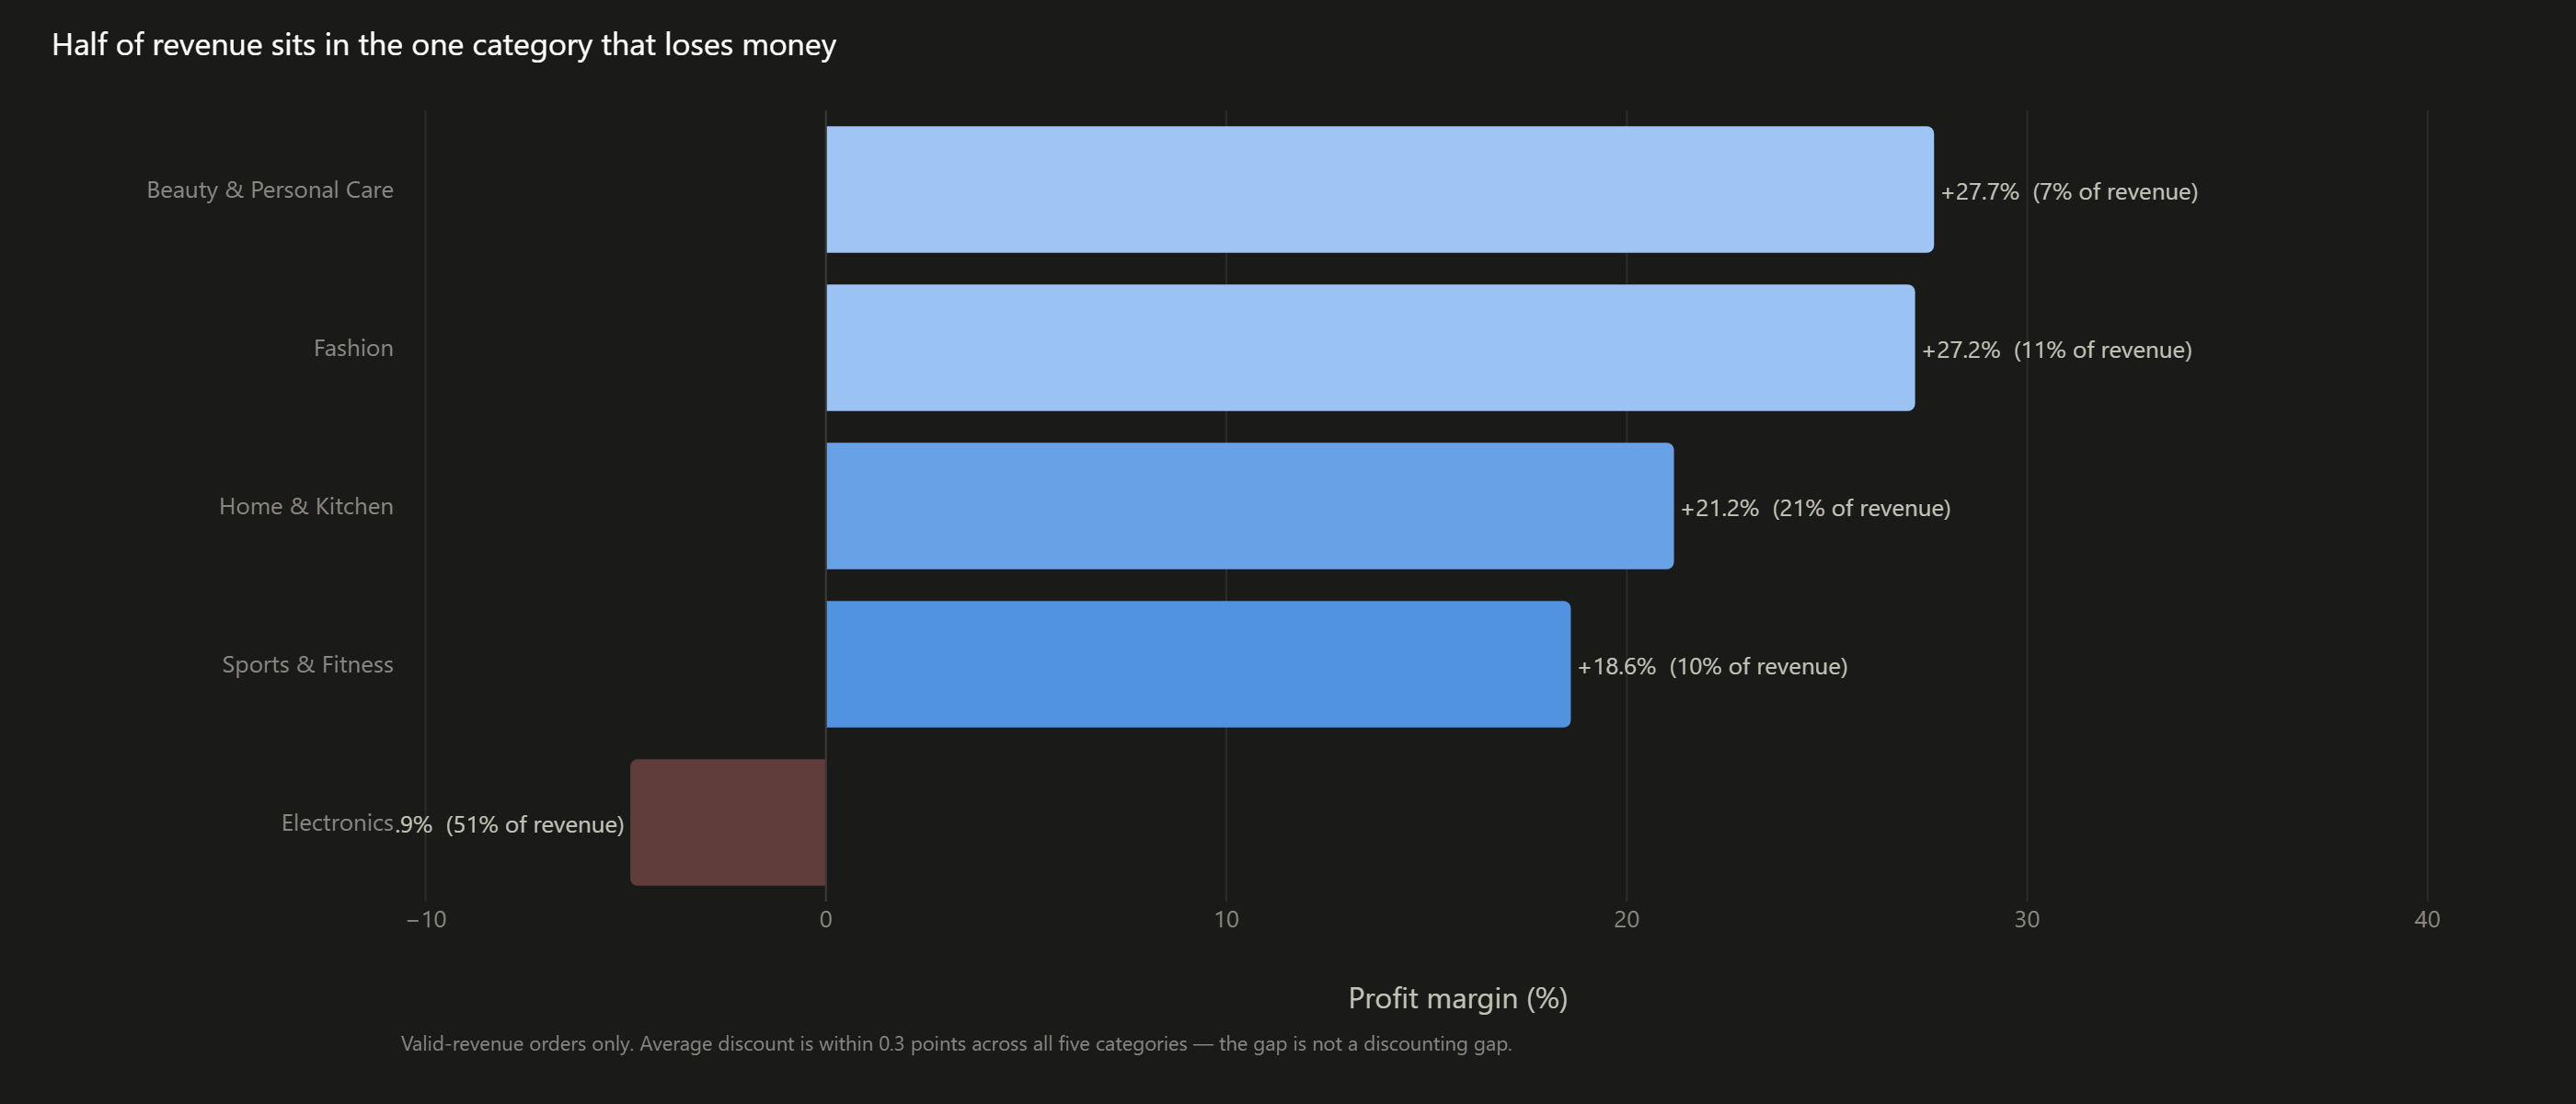 Half of revenue sits in the one category that loses money
Beauty & Personal Care +27.7% (7% of revenue)
Fashion +27.2% (11% of revenue)
Home & Kitchen +21.2% (21% of revenue)
Sports & Fitness +18.6% (10% of revenue)
Electronics .9% (51% of revenue)
−10 0 10 20 30 40
Profit margin (%)
Valid-revenue orders only. Average discount is within 0.3 points across all five categories — the gap is not a discounting gap.